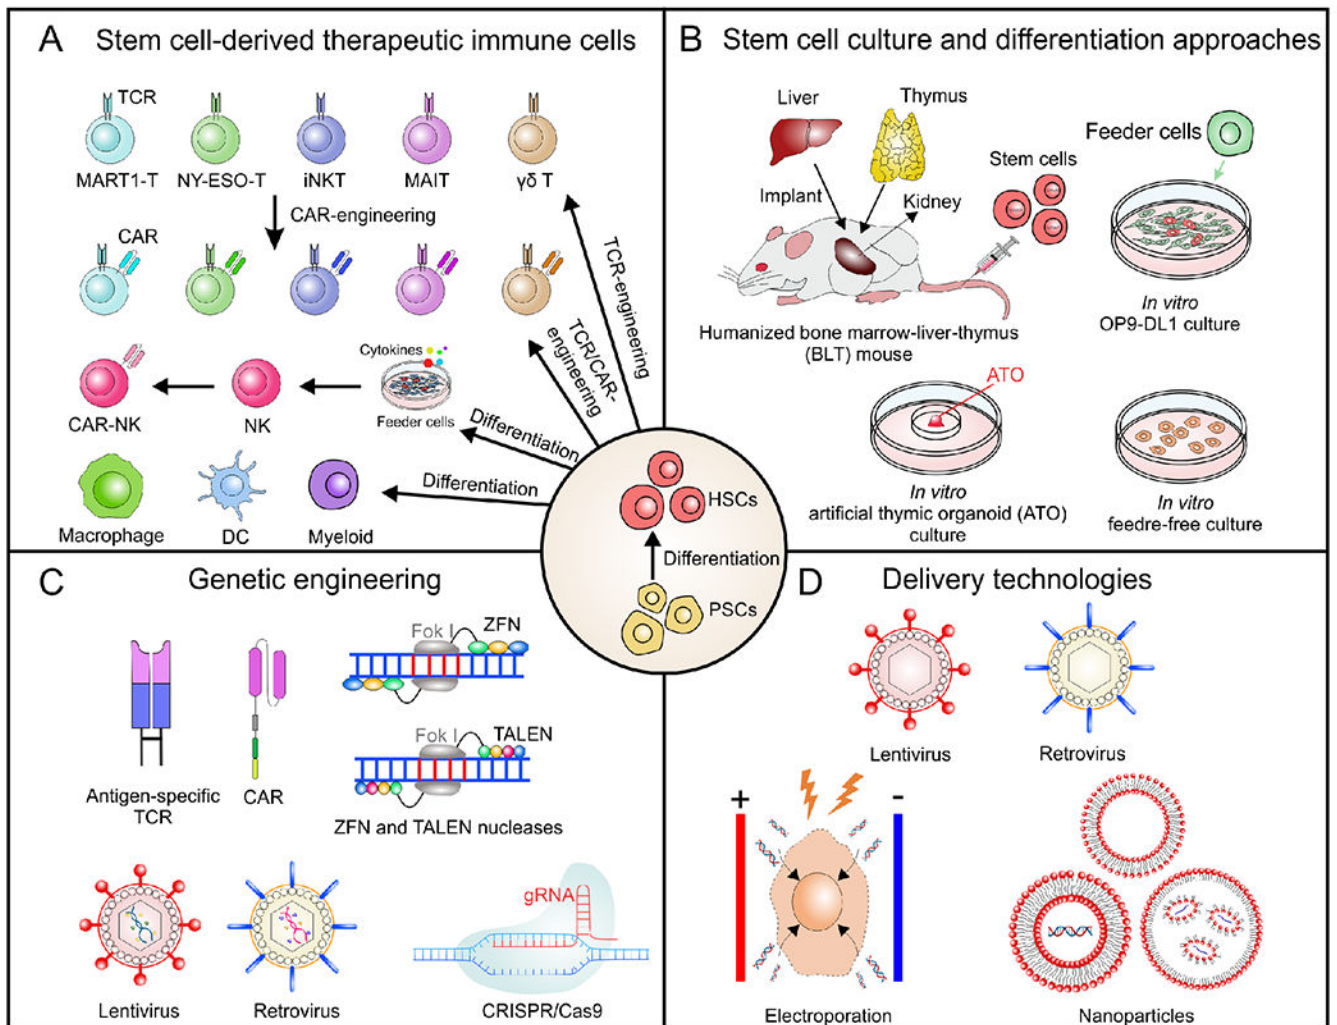 A Stem cell-derived therapeutic immune cells
TCR
MART1-T NY-ESO-T iNKT MAIT γδ T
CAR-engineering
CAR
TCR-engineering
TCR/CAR-
engineering
Cytokines
Feeder cells
CAR-NK NK
Differentiation
Differentiation
Macrophage DC Myeloid
HSCs
Differentiation
PSCs
B Stem cell culture and differentiation approaches
Liver Thymus
Implant
Kidney
Stem cells
Feeder cells
Humanized bone marrow-liver-thymus
(BLT) mouse
In vitro
OP9-DL1 culture
ATO
In vitro
artificial thymic organoid (ATO)
culture
In vitro
feedre-free culture
C Genetic engineering
Antigen-specific
TCR
CAR
Fok I ZFN
Fok I TALEN
ZFN and TALEN nucleases
Lentivirus Retrovirus
gRNA
CRISPR/Cas9
D Delivery technologies
Lentivirus Retrovirus
+ -
Electroporation
Nanoparticles